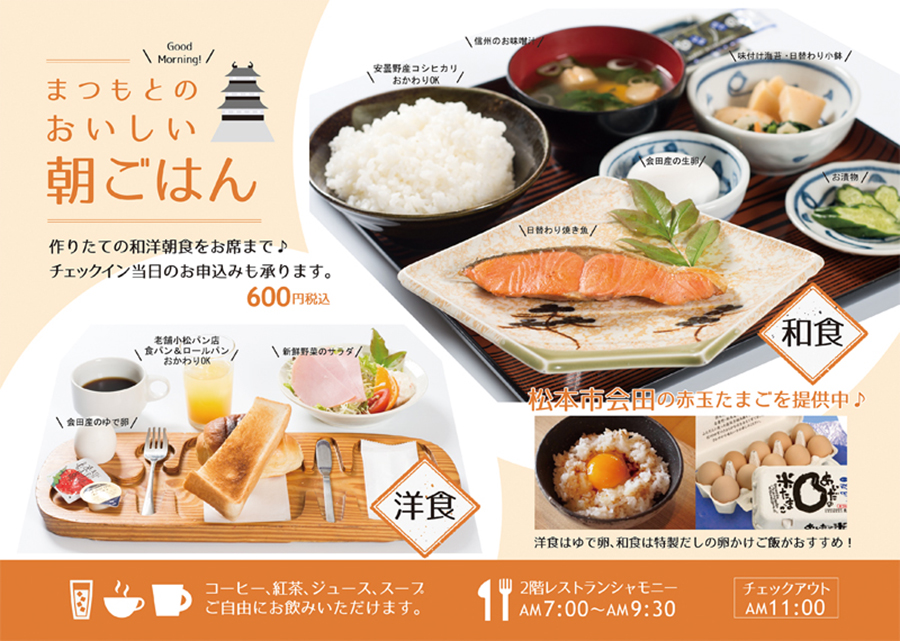 Good
Morning!
まつもとの
おいしい
朝ごはん
作りたての和洋朝食をお席まで♪
チェックイン当日のお申込みも承ります。
600円税込
信州のお味噌汁
安曇野産コシヒカリ
おかわりOK
味付け海苔・日替わり小鉢
会田産の生卵
お漬物
日替わり焼き魚
和食
老舗小松パン店
食パン&ロールパン
おかわりOK
新鮮野菜のサラダ
会田産のゆで卵
洋食
松本市会田の赤玉たまごを提供中♪
あいだの
米たまご
洋食はゆで卵、和食は特製だしの卵かけご飯がおすすめ!
コーヒー、紅茶、ジュース、スープ
ご自由にお飲みいただけます。
2階レストランシャモニー
AM7:00〜AM9:30
チェックアウト
AM11:00